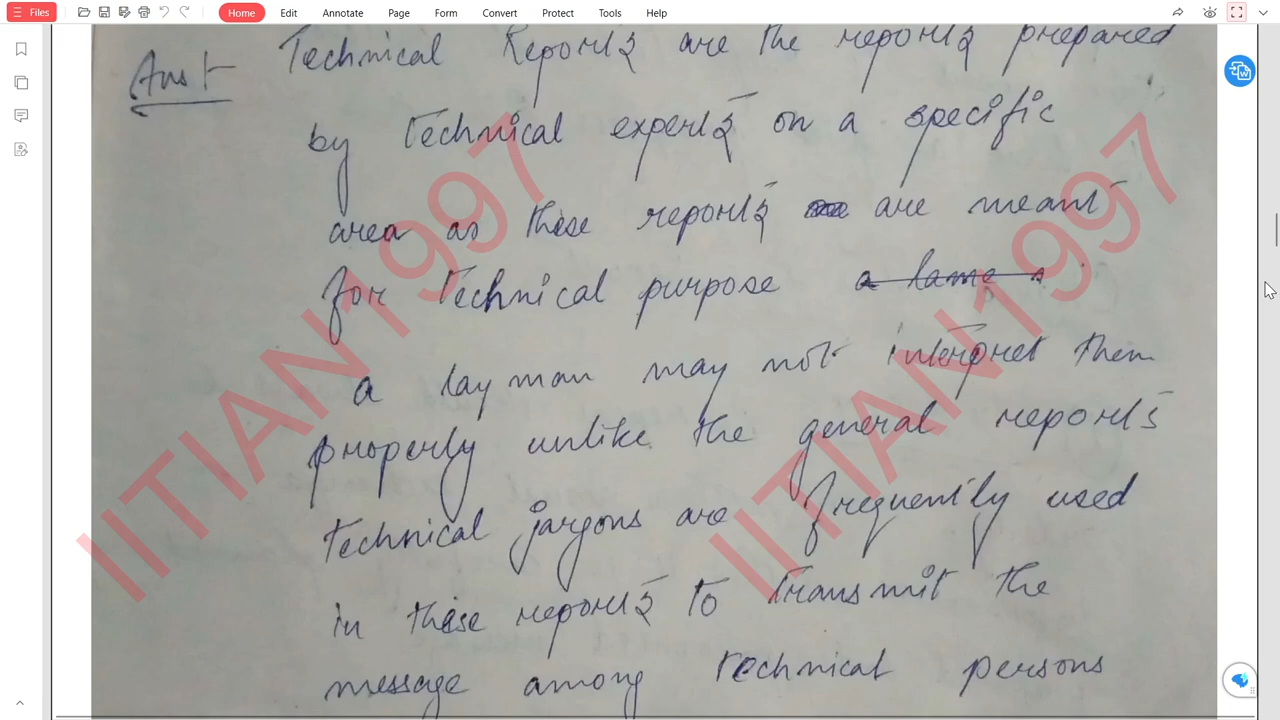 Files
Home
Edit
Annotate
Page
Form
Convert
Protect
Tools
Help
Ans:- Technical Reports are the reports prepared
by technical experts on a specific
area as these reports are meant
for technical purpose a lame
a layman may not interpret them
properly unlike the general reports
technical jargons are frequently used
in these reports to transmit the
message among technical persons
IITIAN1997
IITIAN1997